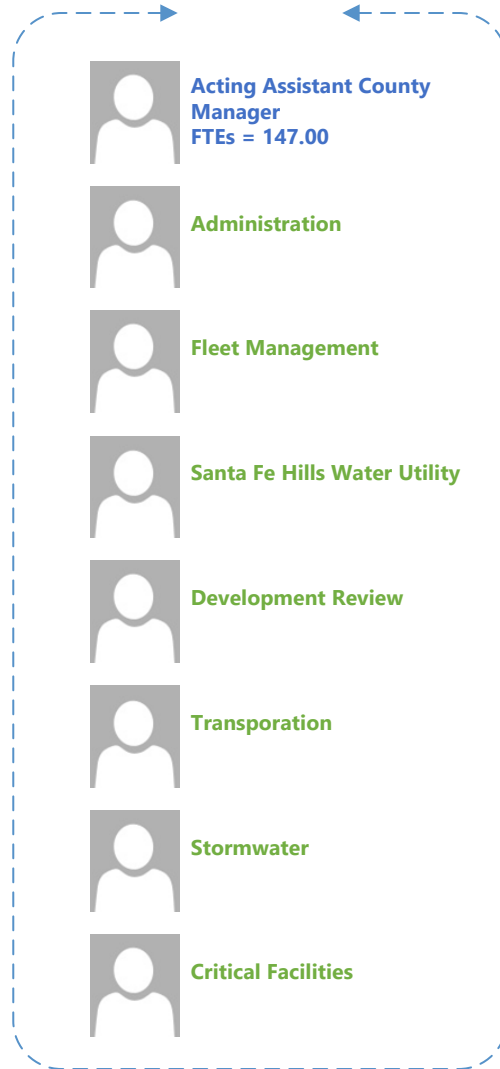 Acting Assistant County
Manager
FTEs = 147.00
Administration
Fleet Management
Santa Fe Hills Water Utility
Development Review
Transporation
Stormwater
Critical Facilities